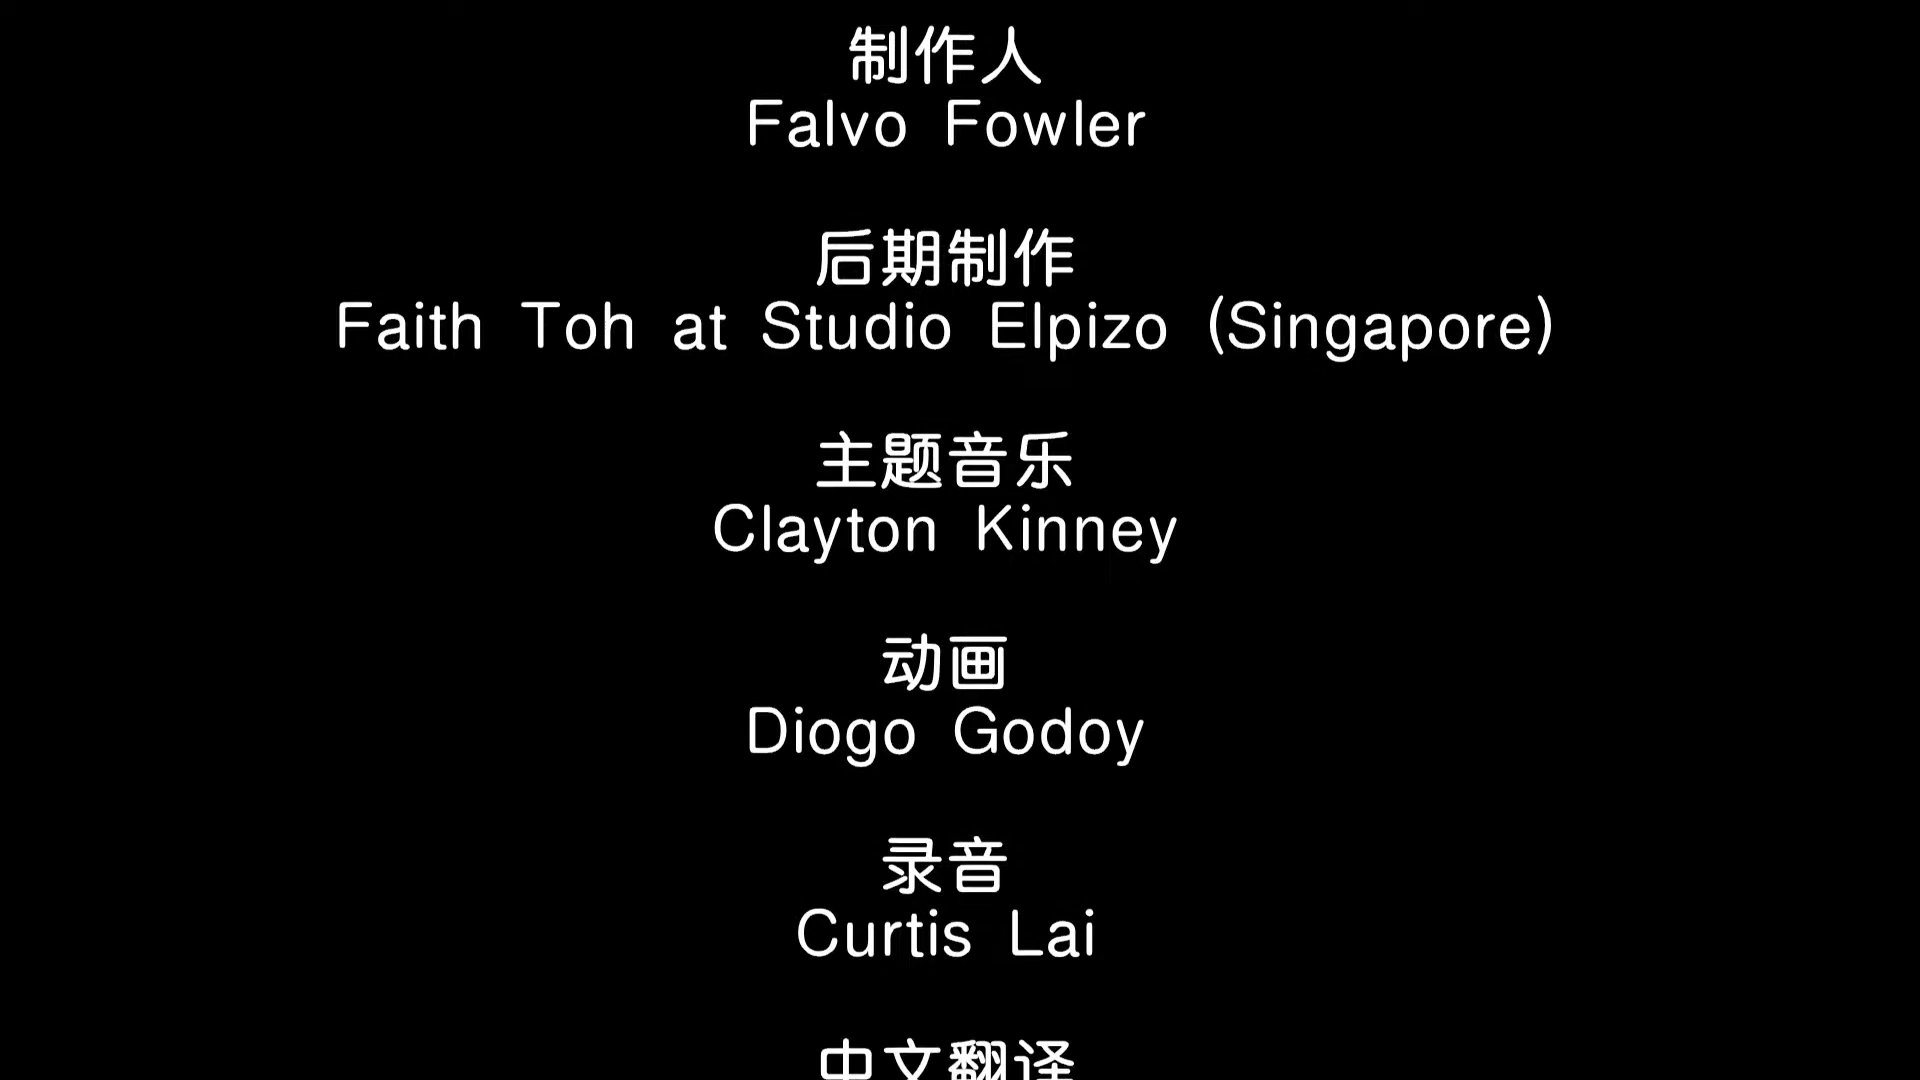 制作人
Falvo Fowler
后期制作
Faith Toh at Studio Elpizo (Singapore)
主题音乐
Clayton Kinney
动画
Diogo Godoy
录音
Curtis Lai
中文翻译